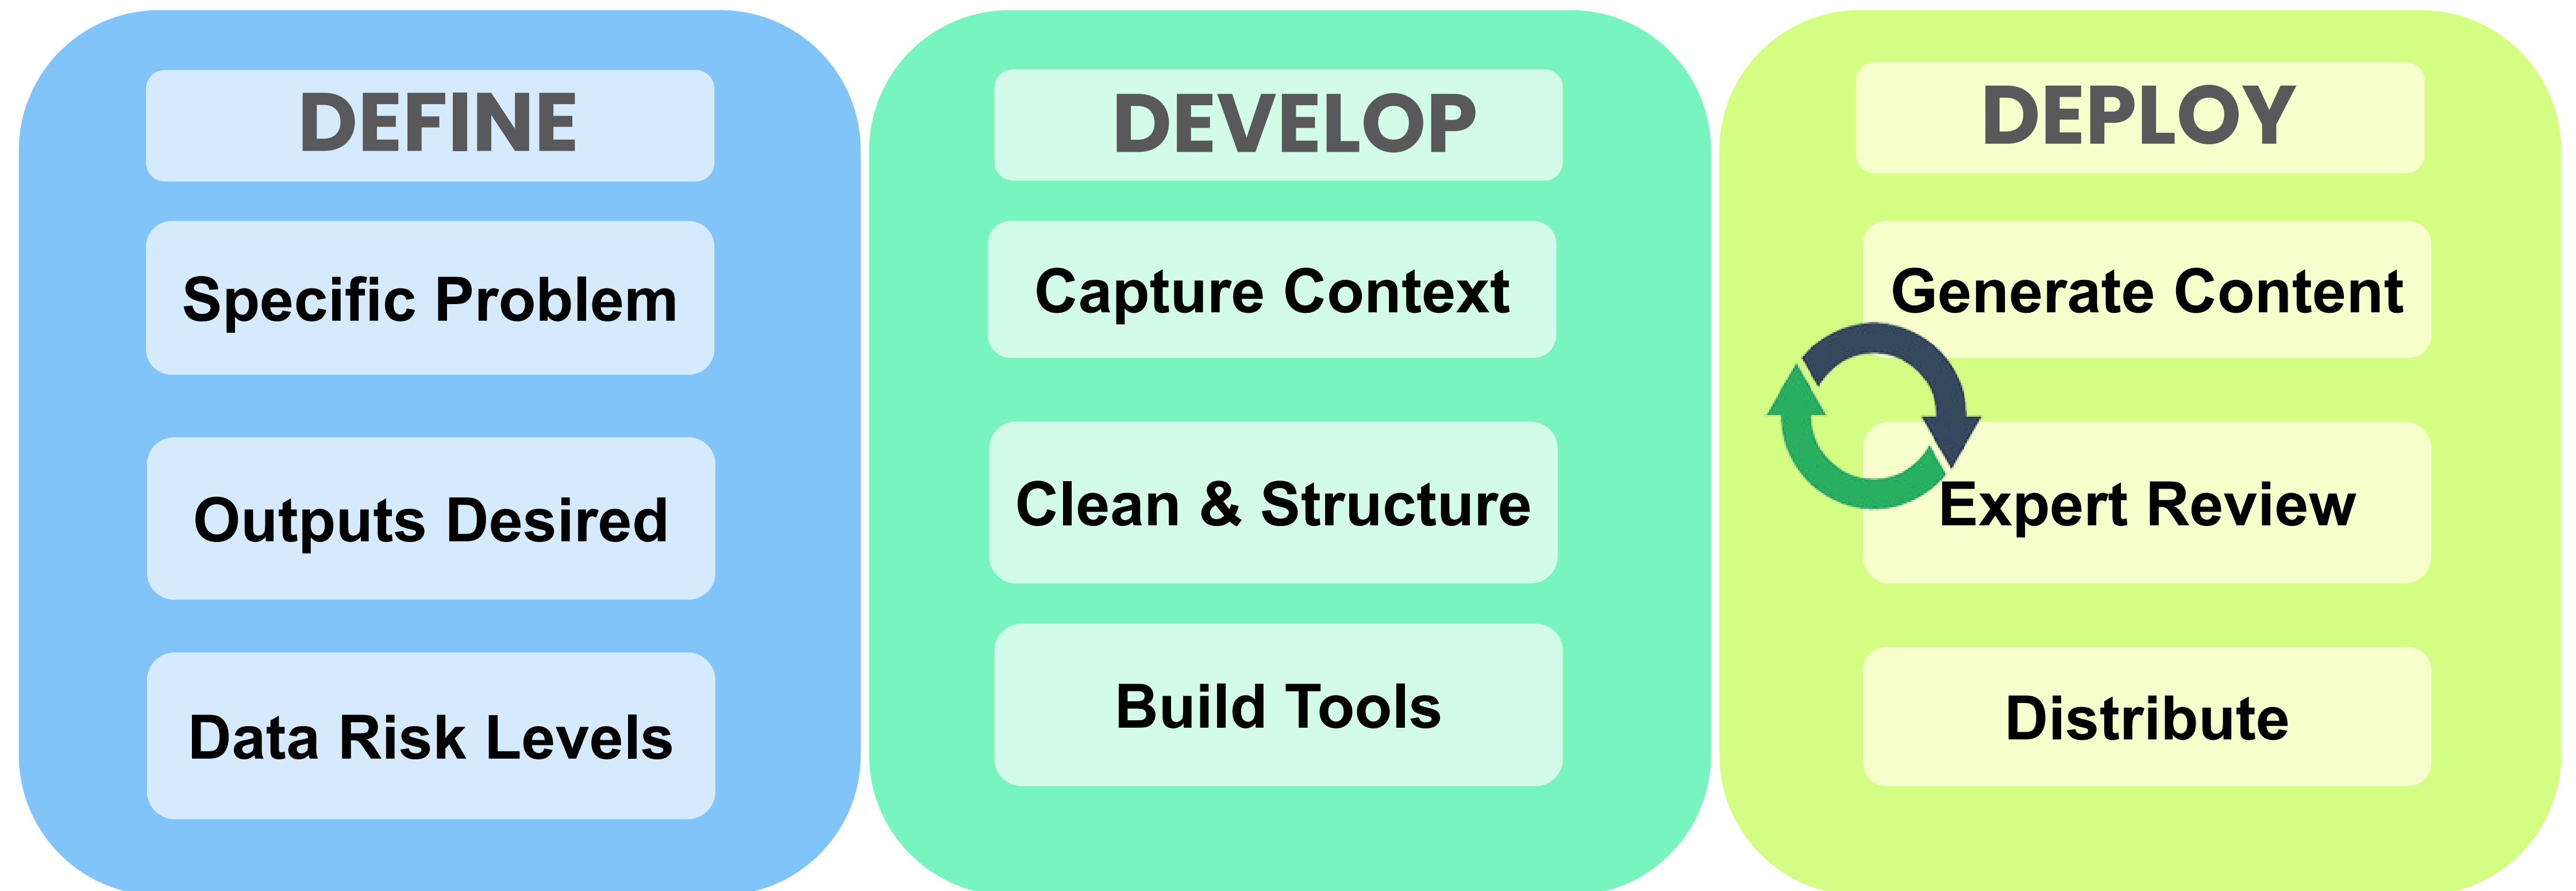 DEFINE
Specific Problem
Outputs Desired
Data Risk Levels
DEVELOP
Capture Context
Clean & Structure
Build Tools
DEPLOY
Generate Content
Expert Review
Distribute